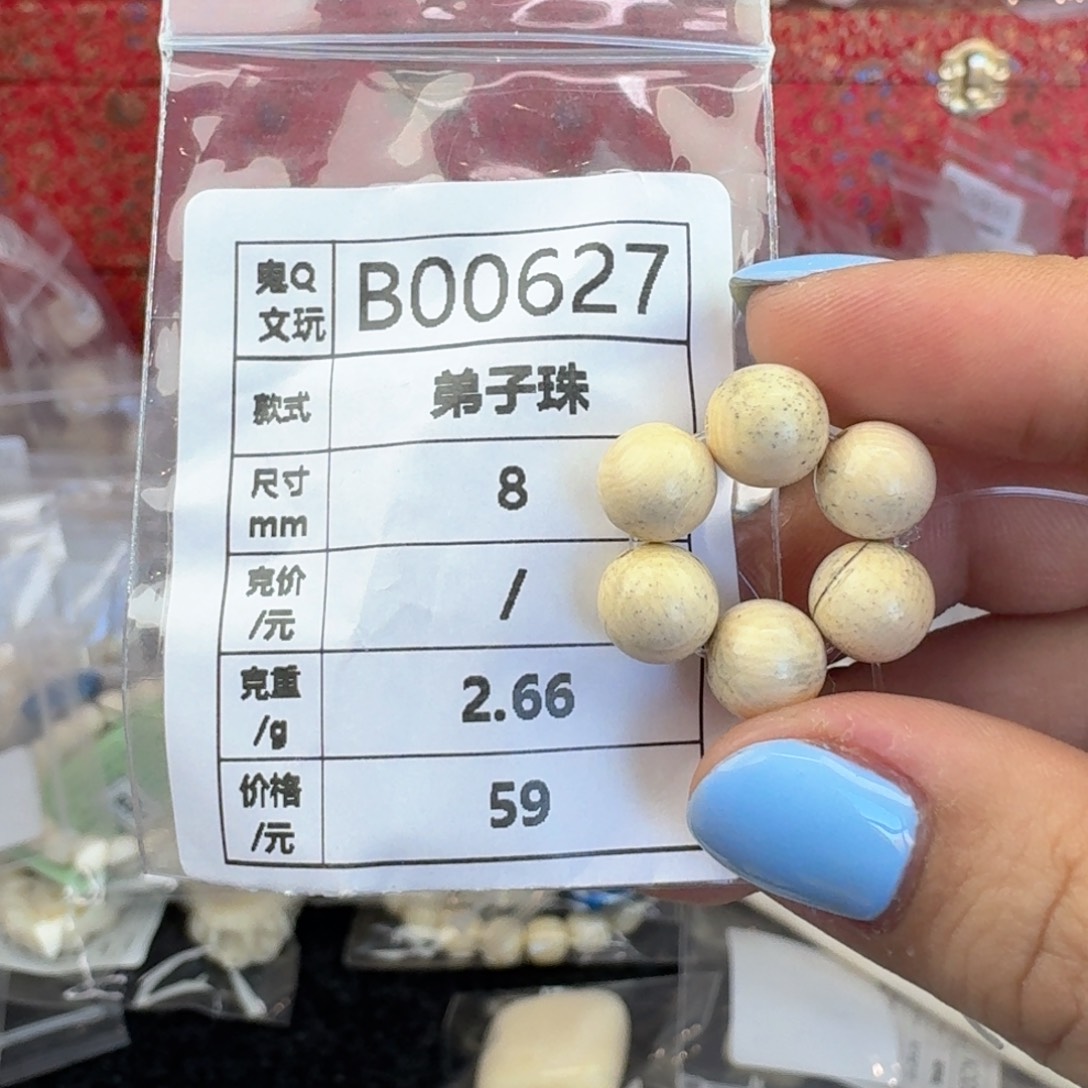 鬼Q
文玩
B00627
款式
弟子珠
尺寸
mm
8
克价
/元
/
克重
/g
2.66
价格
/元
59